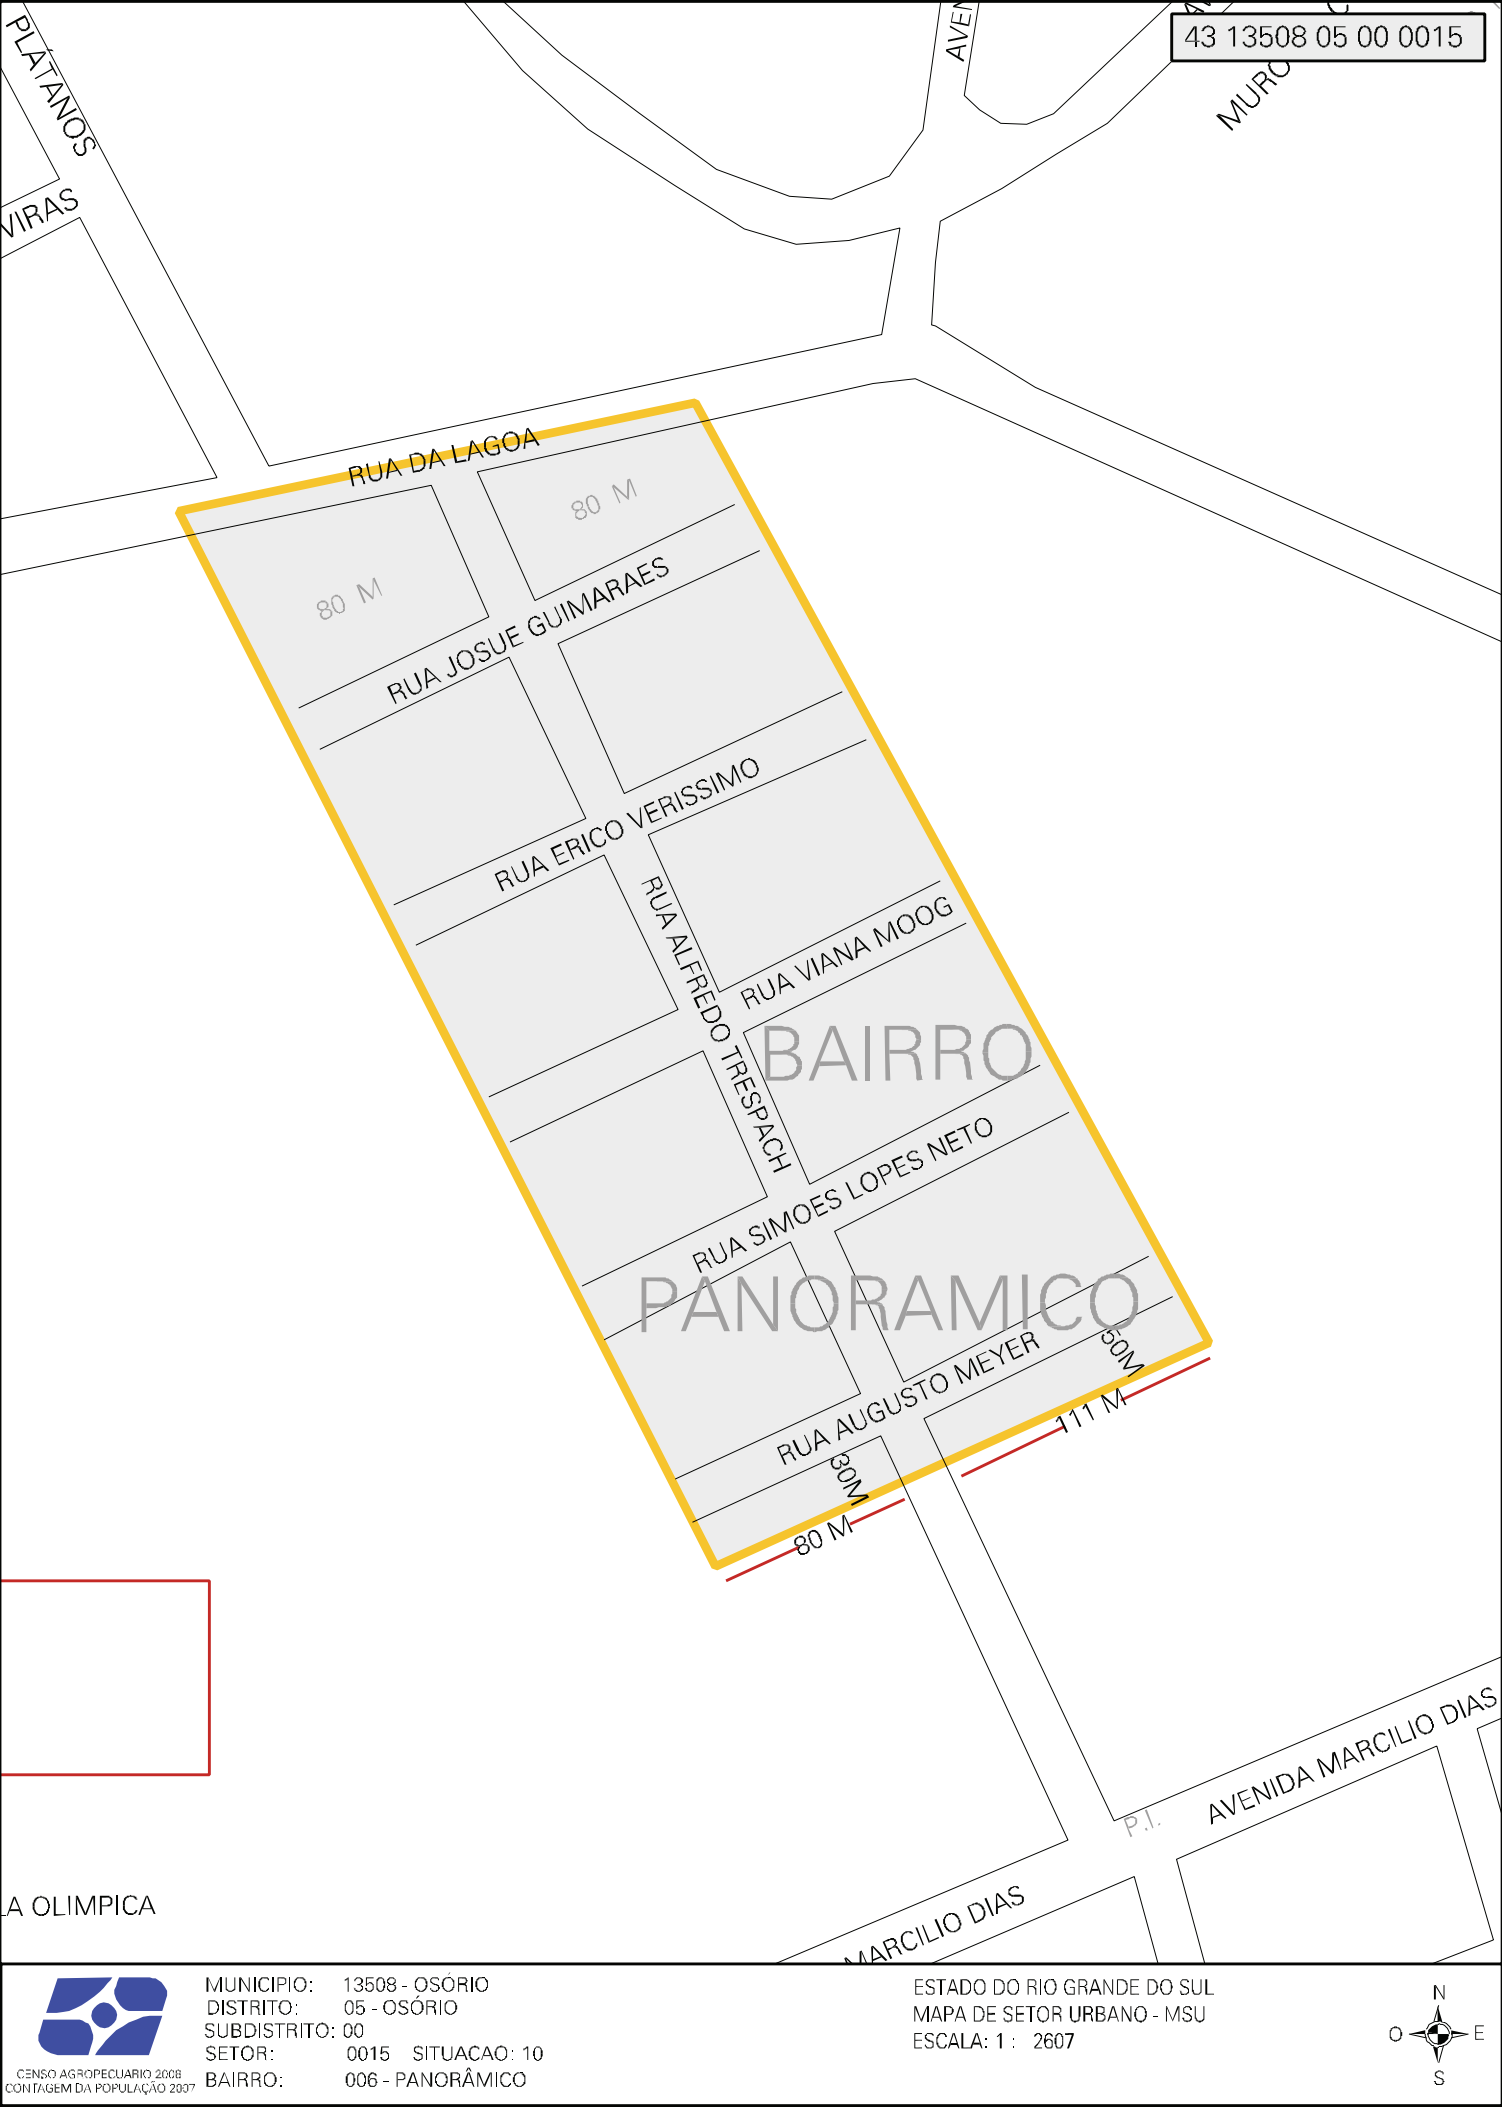 PLÁTANOS
VIRAS
AVEN
43 13508 05 00 0015
MURO
RUA DA LAGOA
80 M
80 M
RUA JOSUE GUIMARAES
RUA ERICO VERISSIMO
RUA ALFREDO TRESPACH
RUA VIANA MOOG
BAIRRO
RUA SIMOES LOPES NETO
PANORAMICO
RUA AUGUSTO MEYER
50M
111 M
30M
80 M
AVENIDA MARCILIO DIAS
P.I.
LA OLIMPICA
MARCILIO DIAS
CENSO AGROPECUARIO 2006
CONTAGEM DA POPULAÇÃO 2007
MUNICIPIO: 13508 - OSÓRIO
DISTRITO: 05 - OSÓRIO
SUBDISTRITO: 00
SETOR: 0015 SITUACAO: 10
BAIRRO: 006 - PANORÂMICO
ESTADO DO RIO GRANDE DO SUL
MAPA DE SETOR URBANO - MSU
ESCALA: 1 : 2607
N
O
E
S